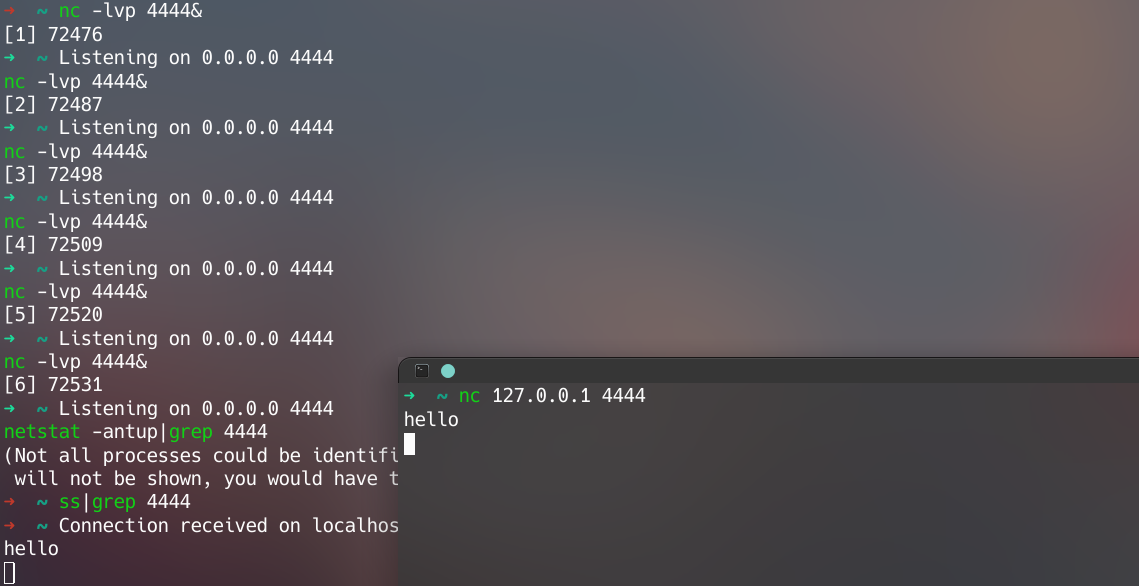 ➜  ~ nc -lvp 4444&
[1] 72476
➜  ~ Listening on 0.0.0.0 4444
nc -lvp 4444&
[2] 72487
➜  ~ Listening on 0.0.0.0 4444
nc -lvp 4444&
[3] 72498
➜  ~ Listening on 0.0.0.0 4444
nc -lvp 4444&
[4] 72509
➜  ~ Listening on 0.0.0.0 4444
nc -lvp 4444&
[5] 72520
➜  ~ Listening on 0.0.0.0 4444
nc -lvp 4444&
[6] 72531
➜  ~ Listening on 0.0.0.0 4444
netstat -antup|grep 4444
(Not all processes could be
will not be shown, you would have
➜  ~ ss|grep 4444
➜  ~ Connection received on
hello
➜  ~ nc 127.0.0.1 4444
hello